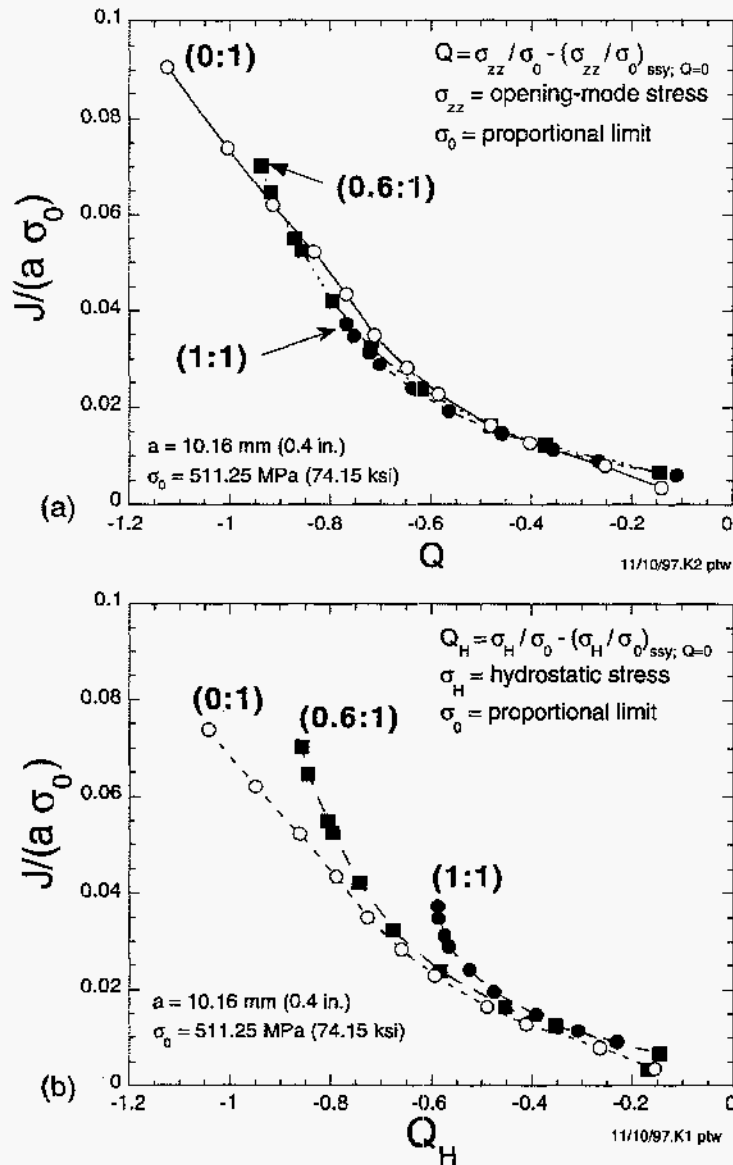 0.1
(0:1)
Q = σzz/σ0 - (σzz/σ0)ssy; Q=0
σzz = opening-mode stress
σ0 = proportional limit
0.08
(0.6:1)
0.06
J/(a σ0)
0.04
(1:1)
0.02
a = 10.16 mm (0.4 in.)
σ0 = 511.25 MPa (74.15 ksi)
0
(a)
-1.2 -1 -0.8 -0.6 -0.4 -0.2 0
Q
11/10/97.K2 ptw
0.1
QH = σH/σ0 - (σH/σ0)ssy; Q=0
σH = hydrostatic stress
σ0 = proportional limit
(0:1)
(0.6:1)
0.08
0.06
J/(a σ0)
(1:1)
0.04
0.02
a = 10.16 mm (0.4 in.)
σ0 = 511.25 MPa (74.15 ksi)
0
(b)
-1.2 -1 -0.8 -0.6 -0.4 -0.2 0
QH
11/10/97.K1 ptw